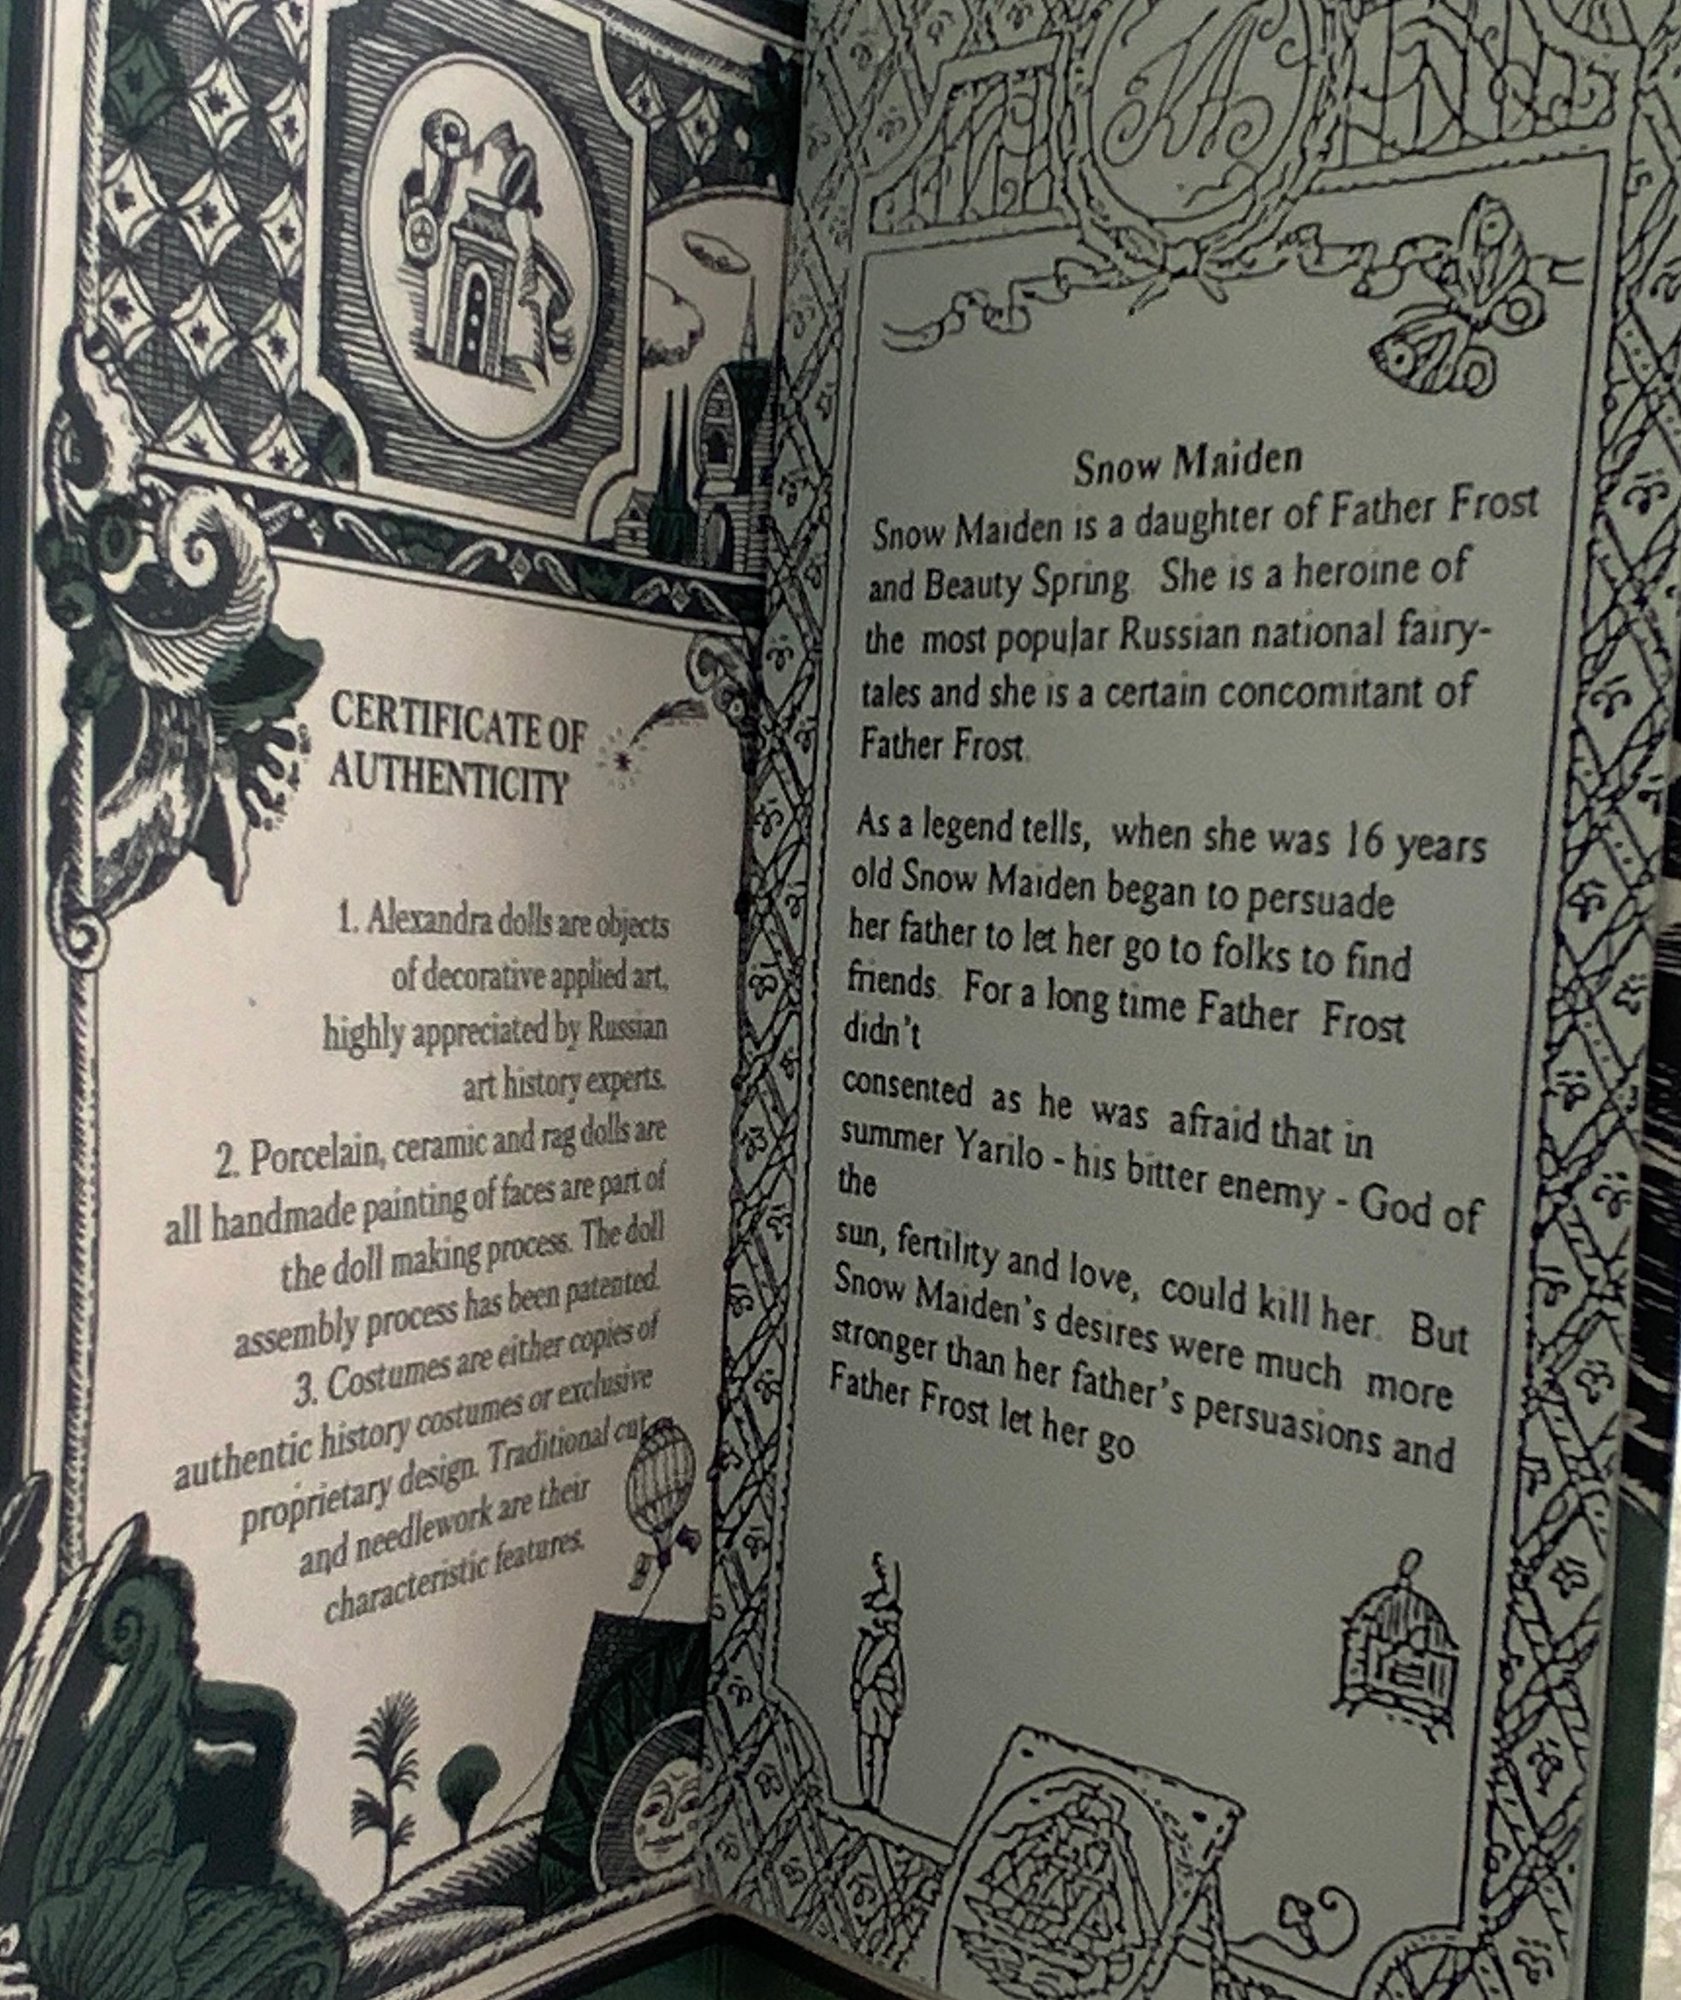 CERTIFICATE OF
AUTHENTICITY
1. Alexandra dolls are objects
of decorative applied art,
highly appreciated by Russian
art history experts.
2. Porcelain, ceramic and rag dolls are
all handmade painting of faces are part of
the doll making process. The doll
assembly process has been patented.
3. Costumes are either copies of
authentic history costumes or exclusive
proprietary design. Traditional cut
and needlework are their
characteristic features.
Snow Maiden
Snow Maiden is a daughter of Father Frost
and Beauty Spring. She is a heroine of
the most popular Russian national fairy-
tales and she is a certain concomitant of
Father Frost.
As a legend tells, when she was 16 years
old Snow Maiden began to persuade
her father to let her go to folks to find
friends. For a long time Father Frost
didn't
consented as he was afraid that in
summer Yarilo - his bitter enemy - God of
the
sun, fertility and love, could kill her. But
Snow Maiden's desires were much more
stronger than her father's persuasions and
Father Frost let her go